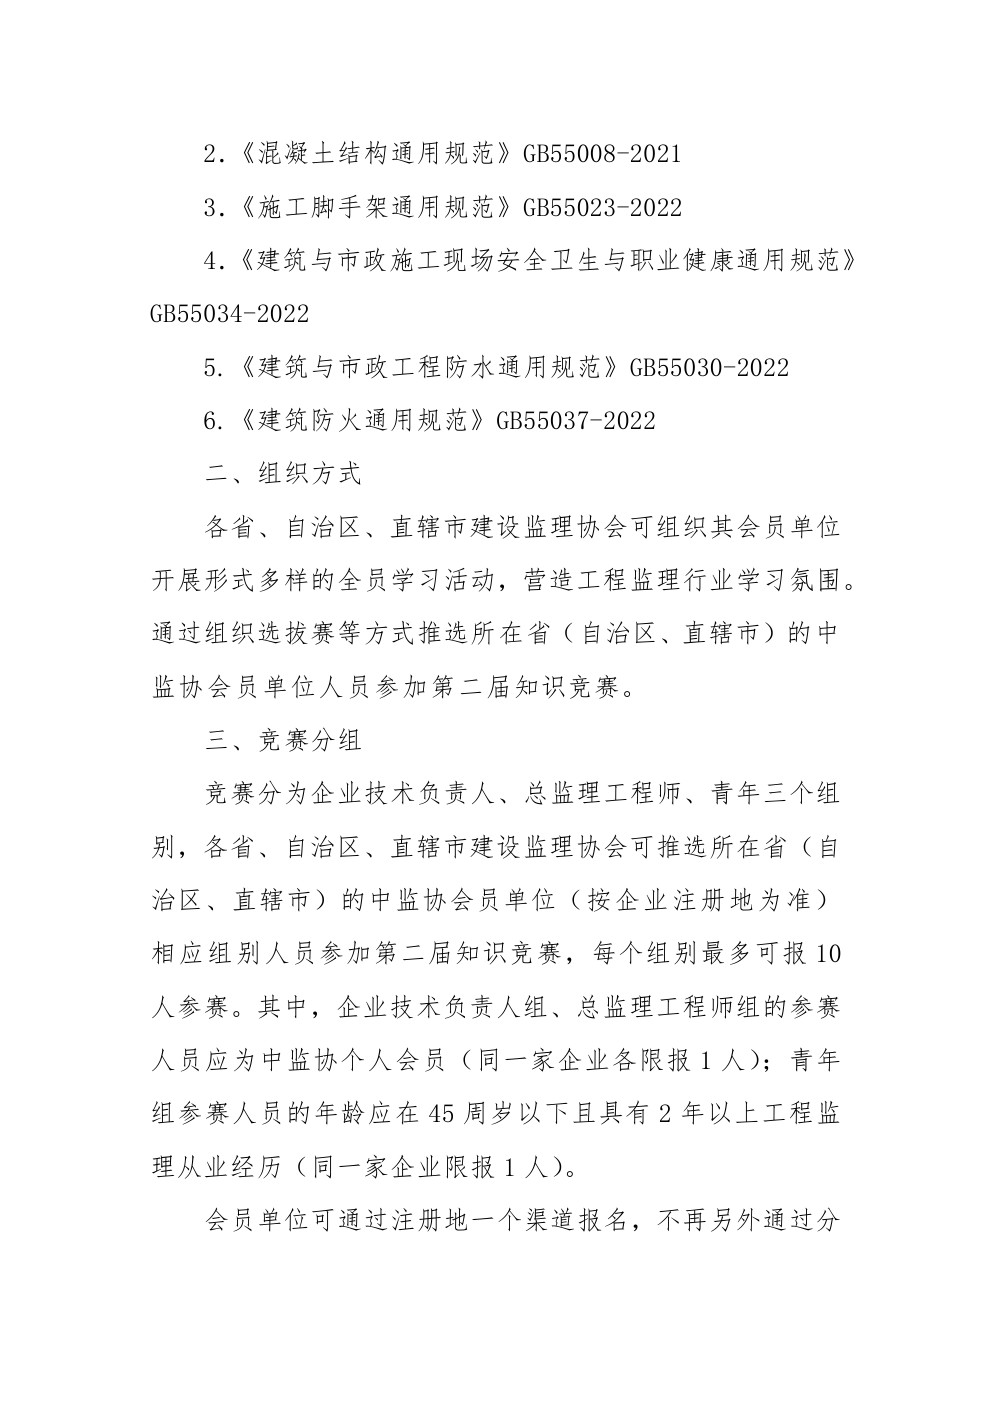 2.《混凝土结构通用规范》GB55008-2021
3.《施工脚手架通用规范》GB55023-2022
4.《建筑与市政施工现场安全卫生与职业健康通用规范》
GB55034-2022
5.《建筑与市政工程防水通用规范》GB55030-2022
6.《建筑防火通用规范》GB55037-2022
二、组织方式
各省、自治区、直辖市建设监理协会可组织其会员单位
开展形式多样的全员学习活动，营造工程监理行业学习氛围。
通过组织选拔赛等方式推选所在省（自治区、直辖市）的中
监协会员单位人员参加第二届知识竞赛。
三、竞赛分组
竞赛分为企业技术负责人、总监理工程师、青年三个组
别，各省、自治区、直辖市建设监理协会可推选所在省（自
治区、直辖市）的中监协会员单位（按企业注册地为准）
相应组别人员参加第二届知识竞赛，每个组别最多可报 10
人参赛。其中，企业技术负责人组、总监理工程师组的参赛
人员应为中监协个人会员（同一家企业各限报 1 人）；青年
组参赛人员的年龄应在 45 周岁以下且具有 2 年以上工程监
理从业经历（同一家企业限报 1 人）。
会员单位可通过注册地一个渠道报名，不再另外通过分